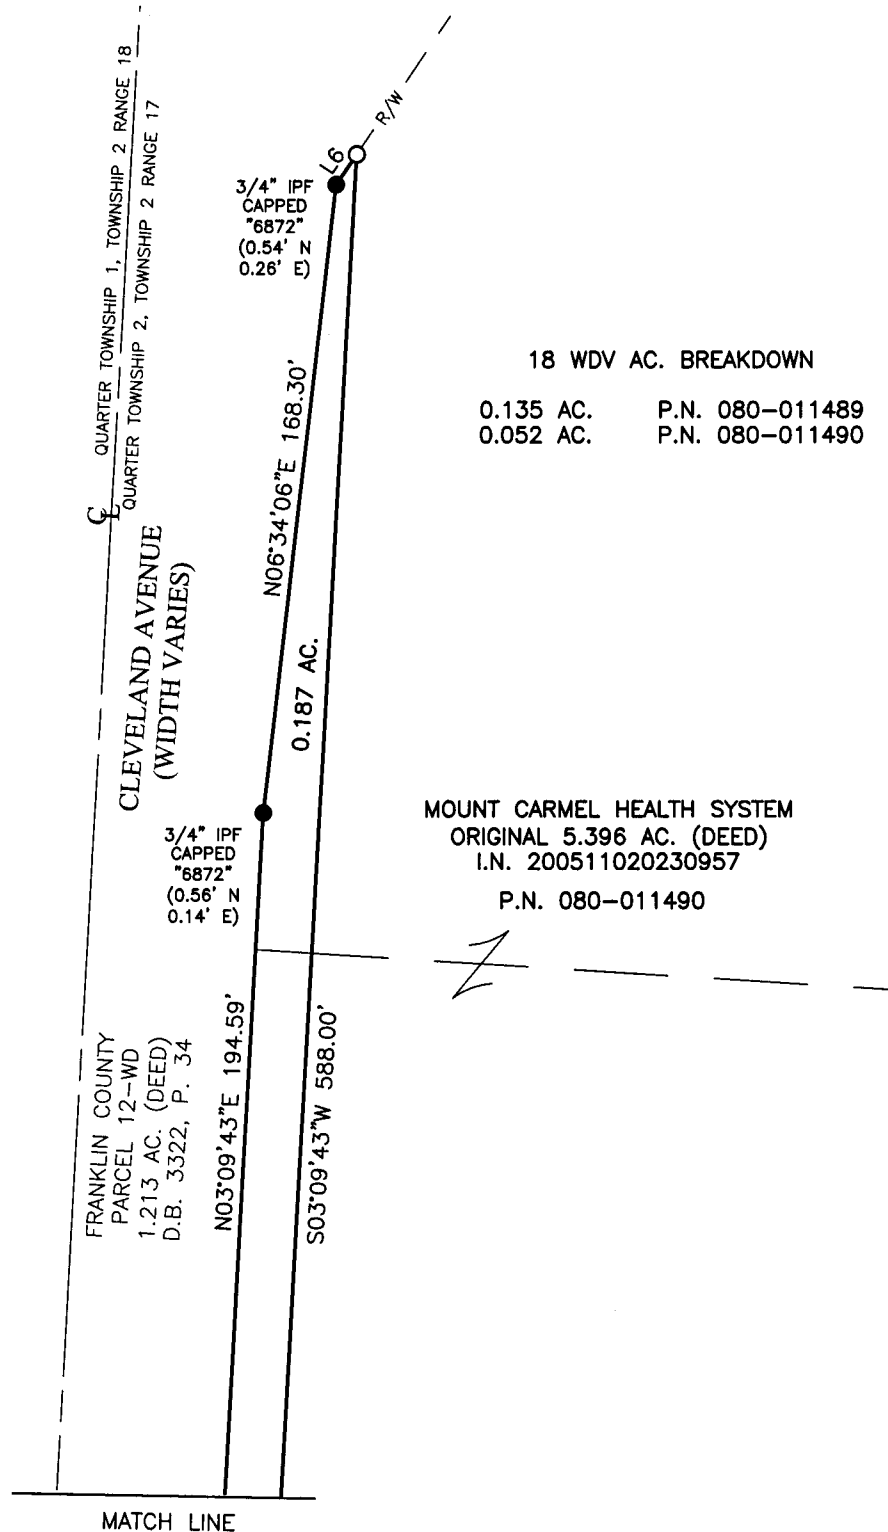 QUARTER TOWNSHIP 1, TOWNSHIP 2 RANGE 18
QUARTER TOWNSHIP 2, TOWNSHIP 2 RANGE 17
R/W
L6
3/4" IPF
CAPPED
"6872"
(0.54' N
0.26' E)
18 WDV AC. BREAKDOWN
0.135 AC. P.N. 080-011489
0.052 AC. P.N. 080-011490
N06°34'06"E 168.30'
℄
CLEVELAND AVENUE
(WIDTH VARIES)
0.187 AC.
3/4" IPF
CAPPED
"6872"
(0.56' N
0.14' E)
MOUNT CARMEL HEALTH SYSTEM
ORIGINAL 5.396 AC. (DEED)
I.N. 200511020230957
P.N. 080-011490
FRANKLIN COUNTY
PARCEL 12-WD
1.213 AC. (DEED)
D.B. 3322, P. 34
N03°09'43"E 194.59'
S03°09'43"W 588.00'
MATCH LINE